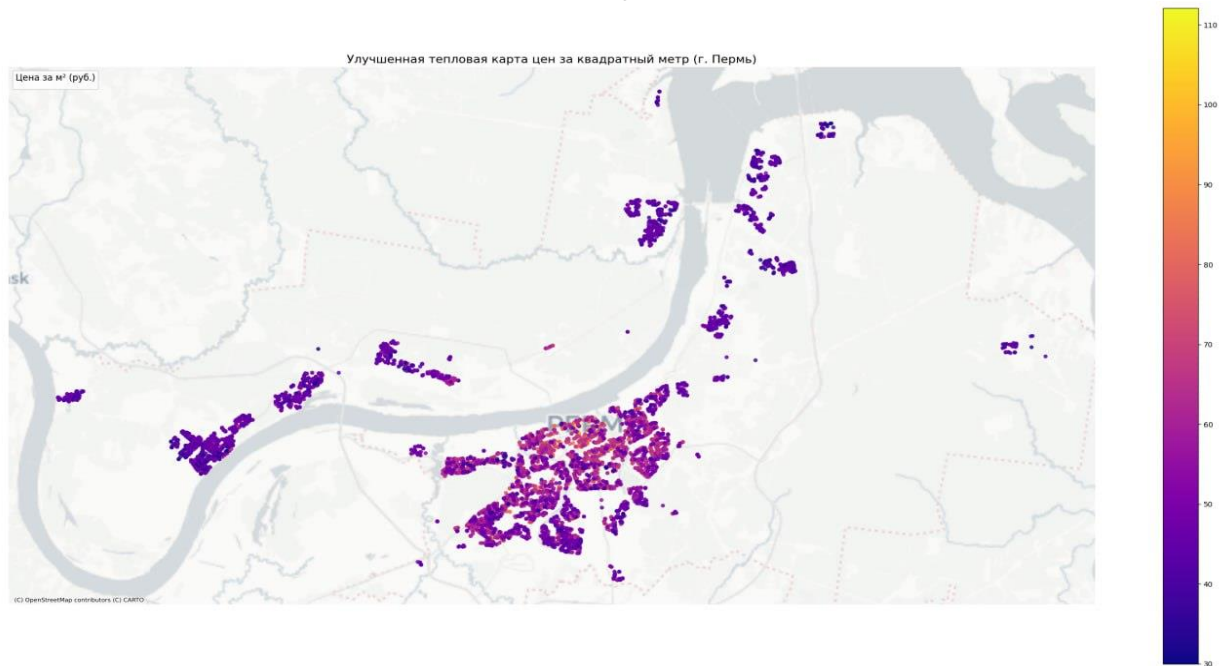 Улучшенная тепловая карта цен за квадратный метр (г. Пермь)
Цена за м² (руб.)
110
100
90
80
70
60
50
40
30
sk
PERM
(C) OpenStreetMap contributors (C) CARTO